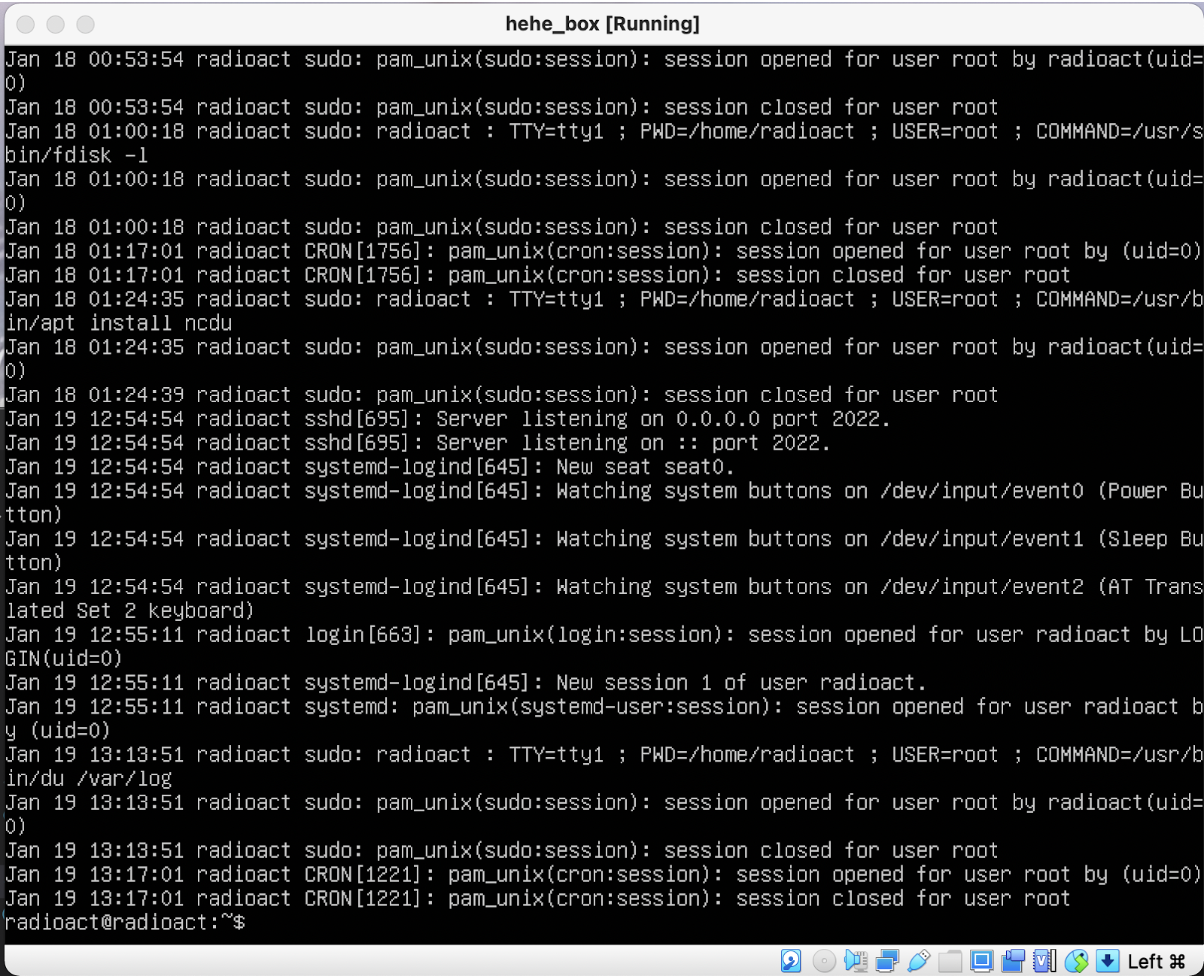 hehe_box [Running]
Jan 18 00:53:54 radioact sudo: pam_unix(sudo:session): session opened for user root by radioact(uid=
0)
Jan 18 00:53:54 radioact sudo: pam_unix(sudo:session): session closed for user root
Jan 18 01:00:18 radioact sudo: radioact : TTY=tty1 ; PWD=/home/radioact ; USER=root ; COMMAND=/usr/s
bin/fdisk -l
Jan 18 01:00:18 radioact sudo: pam_unix(sudo:session): session opened for user root by radioact(uid=
0)
Jan 18 01:00:18 radioact sudo: pam_unix(sudo:session): session closed for user root
Jan 18 01:17:01 radioact CRON[1756]: pam_unix(cron:session): session opened for user root by (uid=0)
Jan 18 01:17:01 radioact CRON[1756]: pam_unix(cron:session): session closed for user root
Jan 18 01:24:35 radioact sudo: radioact : TTY=tty1 ; PWD=/home/radioact ; USER=root ; COMMAND=/usr/b
in/apt install ncdu
Jan 18 01:24:35 radioact sudo: pam_unix(sudo:session): session opened for user root by radioact(uid=
0)
Jan 18 01:24:39 radioact sudo: pam_unix(sudo:session): session closed for user root
Jan 19 12:54:54 radioact sshd[695]: Server listening on 0.0.0.0 port 2022.
Jan 19 12:54:54 radioact sshd[695]: Server listening on :: port 2022.
Jan 19 12:54:54 radioact systemd-logind[645]: New seat seat0.
Jan 19 12:54:54 radioact systemd-logind[645]: Watching system buttons on /dev/input/event0 (Power Bu
tton)
Jan 19 12:54:54 radioact systemd-logind[645]: Watching system buttons on /dev/input/event1 (Sleep Bu
tton)
Jan 19 12:54:54 radioact systemd-logind[645]: Watching system buttons on /dev/input/event2 (AT Trans
lated Set 2 keyboard)
Jan 19 12:55:11 radioact login[663]: pam_unix(login:session): session opened for user radioact by LO
GIN(uid=0)
Jan 19 12:55:11 radioact systemd-logind[645]: New session 1 of user radioact.
Jan 19 12:55:11 radioact systemd: pam_unix(systemd-user:session): session opened for user radioact b
y (uid=0)
Jan 19 13:13:51 radioact sudo: radioact : TTY=tty1 ; PWD=/home/radioact ; USER=root ; COMMAND=/usr/b
in/du /var/log
Jan 19 13:13:51 radioact sudo: pam_unix(sudo:session): session opened for user root by radioact(uid=
0)
Jan 19 13:13:51 radioact sudo: pam_unix(sudo:session): session closed for user root
Jan 19 13:17:01 radioact CRON[1221]: pam_unix(cron:session): session opened for user root by (uid=0)
Jan 19 13:17:01 radioact CRON[1221]: pam_unix(cron:session): session closed for user root
radioact@radioact:~$
Left ⌘